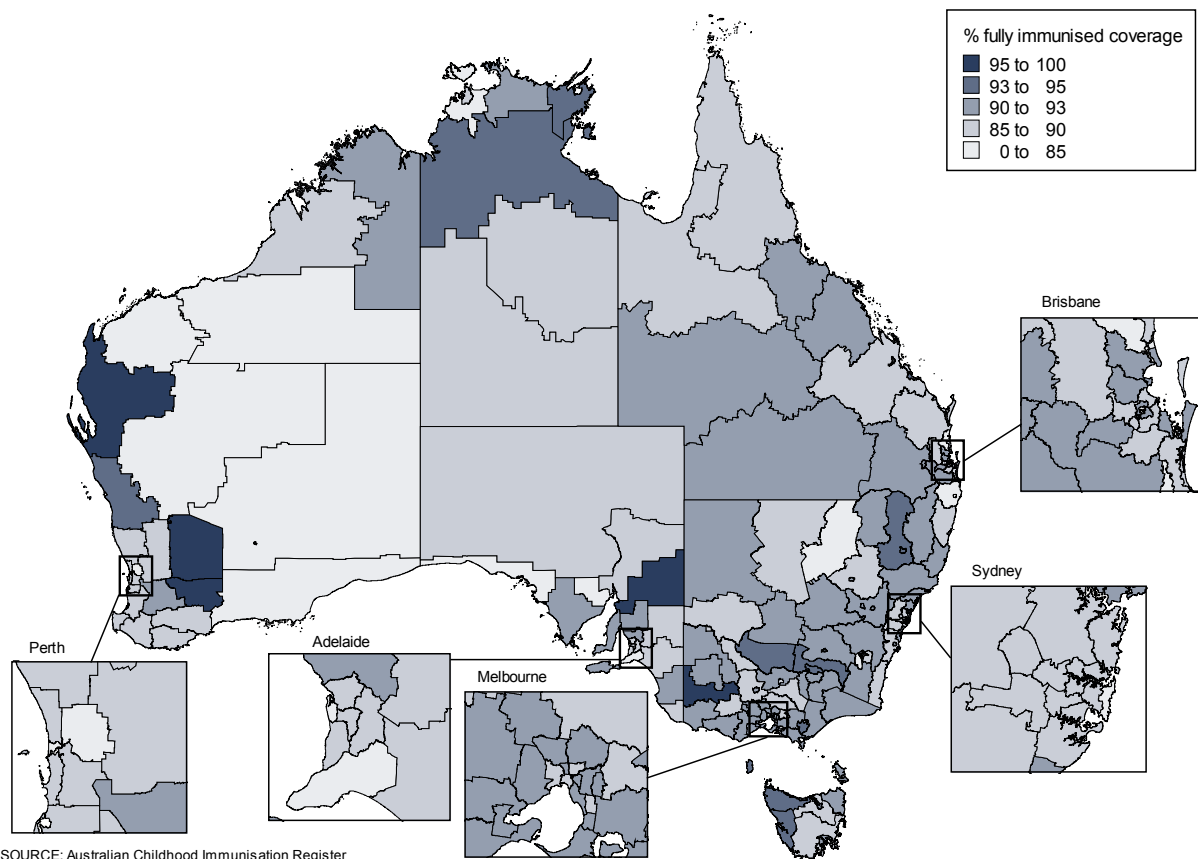 % fully immunised coverage
95 to 100
93 to 95
90 to 93
85 to 90
0 to 85
Brisbane
Sydney
Perth
Adelaide
Melbourne
SOURCE: Australian Childhood Immunisation Register